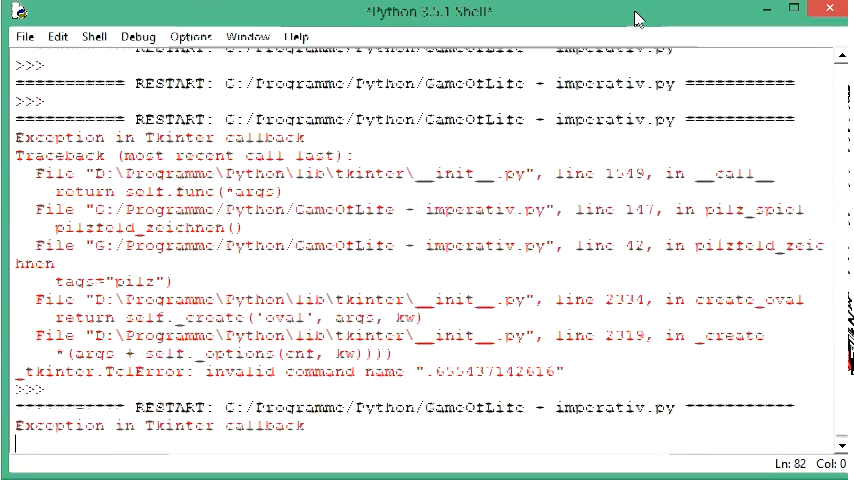 *Python 3.5.1 Shell*
File Edit Shell Debug Options Window Help
>>>
=========== RESTART: G:/Programme/Python/GameOfLife + imperativ.py ===========
>>>
=========== RESTART: G:/Programme/Python/GameOfLife + imperativ.py ===========
Exception in Tkinter callback
Traceback (most recent call last):
File "D:\Programme\Python\lib\tkinter\__init__.py", line 1549, in __call__
return self.func(*args)
File "G:/Programme/Python/GameOfLife + imperativ.py", line 147, in pilz_spiel
pilzfeld_zeichnen()
File "G:/Programme/Python/GameOfLife + imperativ.py", line 42, in pilzfeld_zeic
hnen
tags="pilz")
File "D:\Programme\Python\lib\tkinter\__init__.py", line 2334, in create_oval
return self._create('oval', args, kw)
File "D:\Programme\Python\lib\tkinter\__init__.py", line 2319, in _create
*(args + self._options(cnf, kw))))
_tkinter.TclError: invalid command name ".655437142616"
>>>
=========== RESTART: G:/Programme/Python/GameOfLife + imperativ.py ===========
Exception in Tkinter callback
Ln: 82 Col: 0